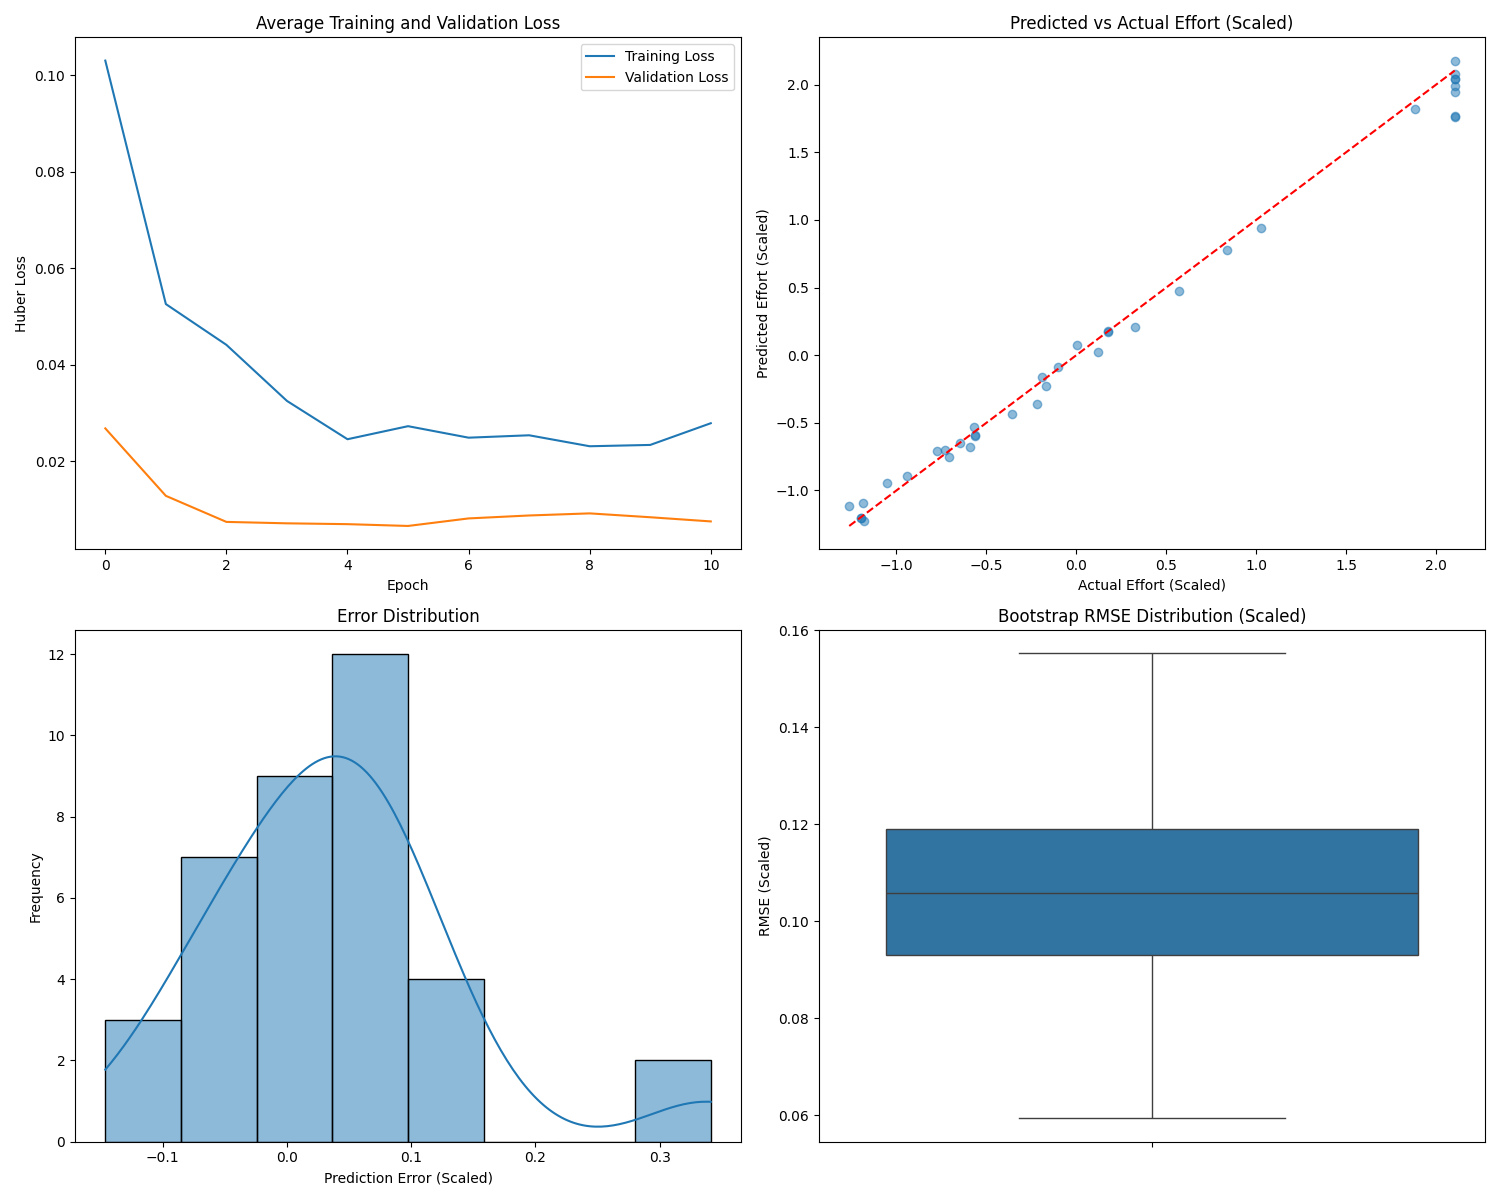 Average Training and Validation Loss
Training Loss
Validation Loss
0.10
0.08
0.06
0.04
0.02
Huber Loss
0 2 4 6 8 10
Epoch
Predicted vs Actual Effort (Scaled)
2.0
1.5
1.0
0.5
0.0
−0.5
−1.0
Predicted Effort (Scaled)
−1.0 −0.5 0.0 0.5 1.0 1.5 2.0
Actual Effort (Scaled)
Error Distribution
12
10
8
6
4
2
0
Frequency
−0.1 0.0 0.1 0.2 0.3
Prediction Error (Scaled)
Bootstrap RMSE Distribution (Scaled)
0.16
0.14
0.12
0.10
0.08
0.06
RMSE (Scaled)